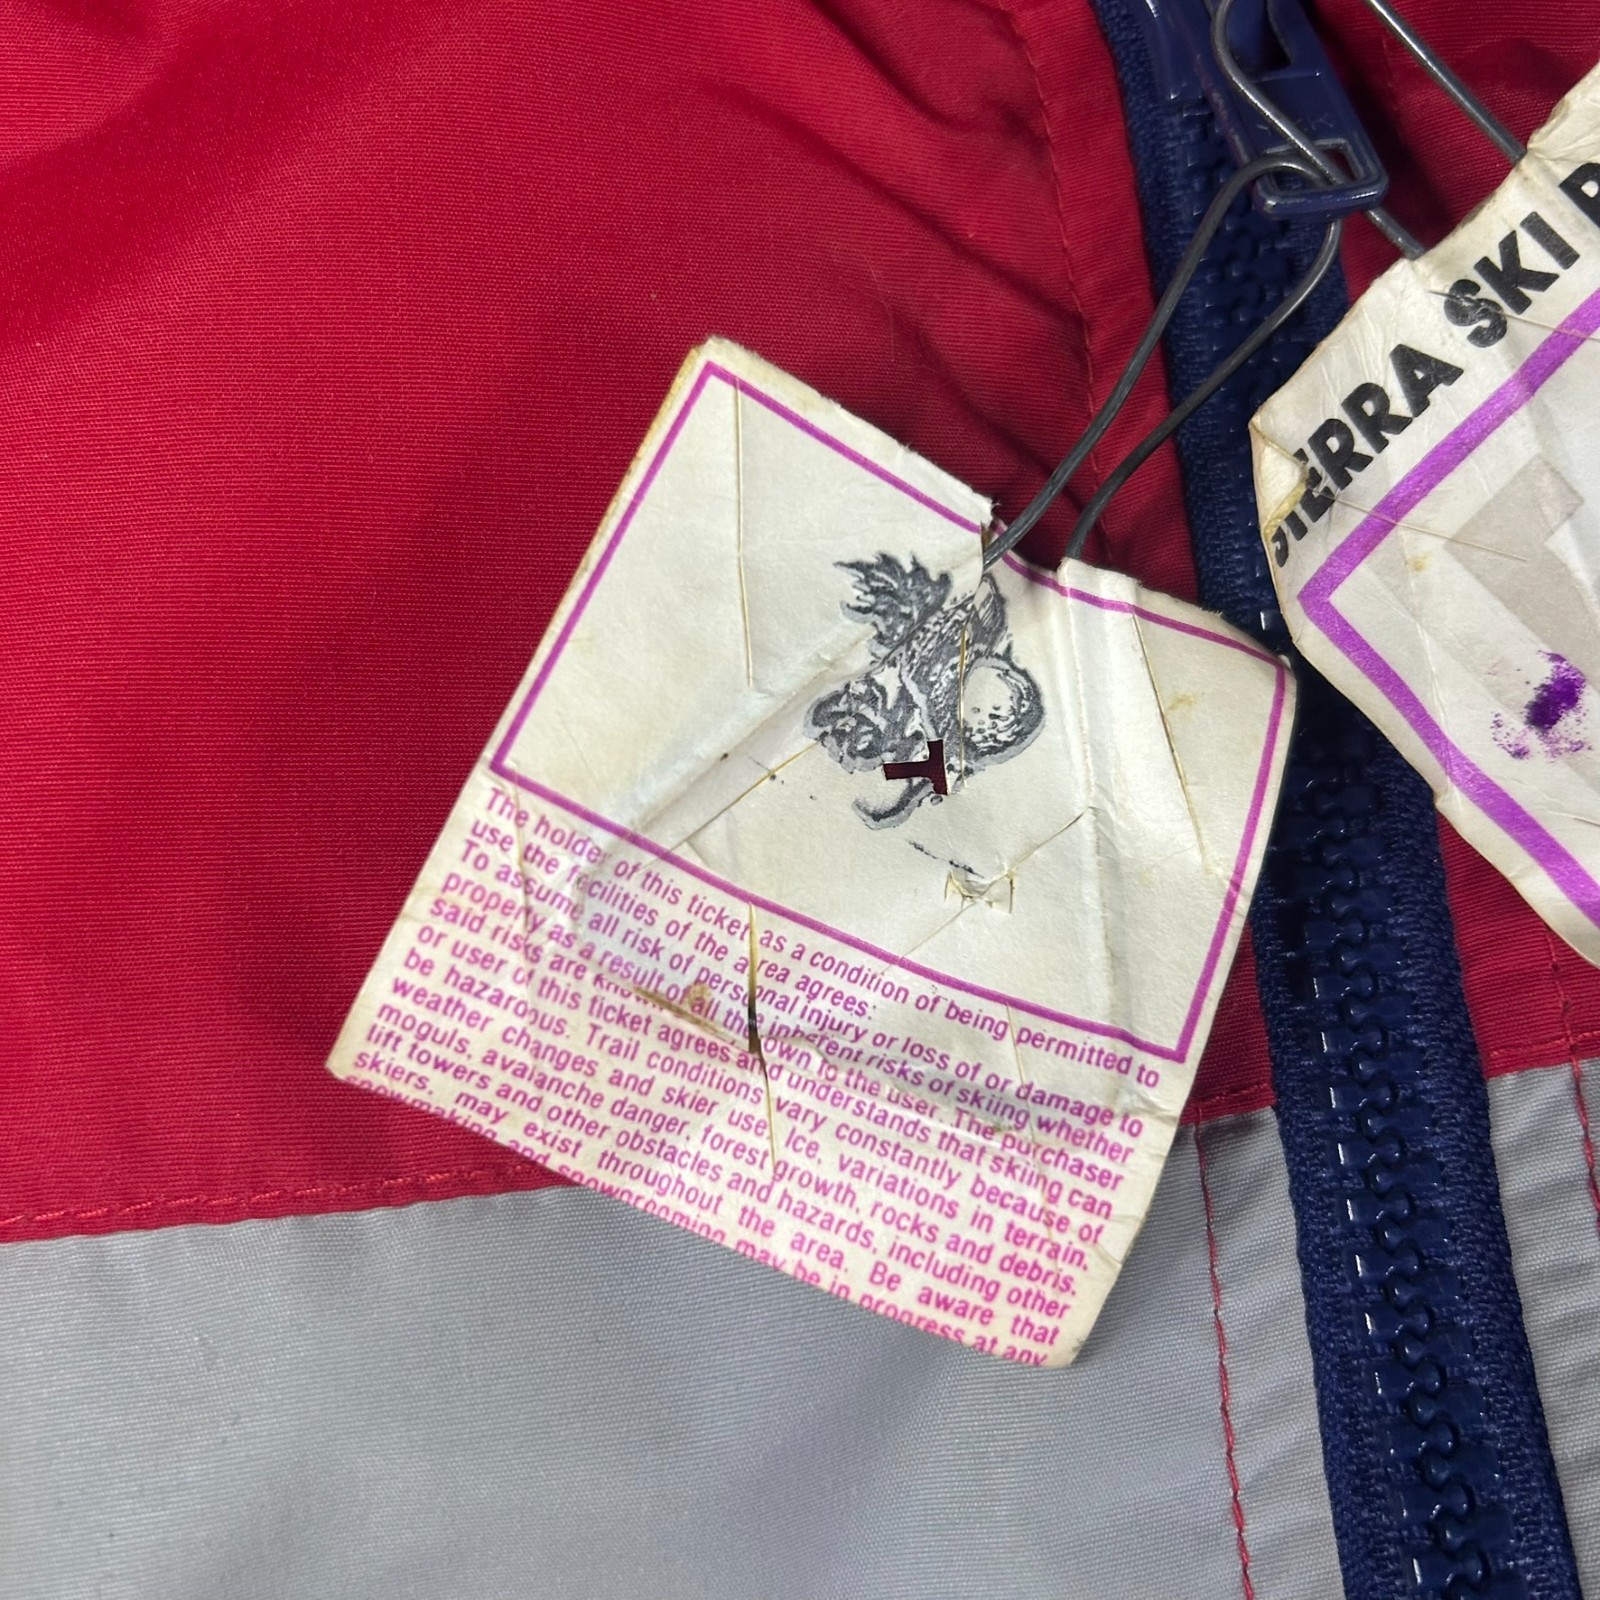 SIERRA SKI R
The holder of this ticket as a condition of being permitted to
use the facilities of the area agrees:
To assume all risk of personal injury or loss of or damage to
property as a result of all the inherent risks of skiing whether
said risks are known or unknown to the user. The purchaser
or user of this ticket agrees and understands that skiing can
be hazardous. Trail conditions vary constantly because of
weather changes and skier use. Ice, variations in terrain,
moguls, avalanche danger, forest growth, rocks and debris,
lift towers and other obstacles and hazards, including other
skiers, may exist throughout the area. Be aware that
snowmaking and snowgrooming may be in progress at any